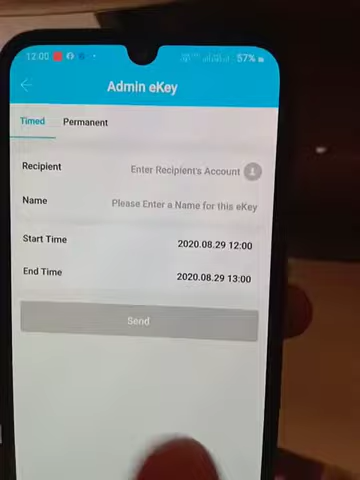 12:00
57%
Admin eKey
Timed Permanent
Recipient Enter Recipient's Account
Name Please Enter a Name for this eKey
Start Time 2020.08.29 12:00
End Time 2020.08.29 13:00
Send